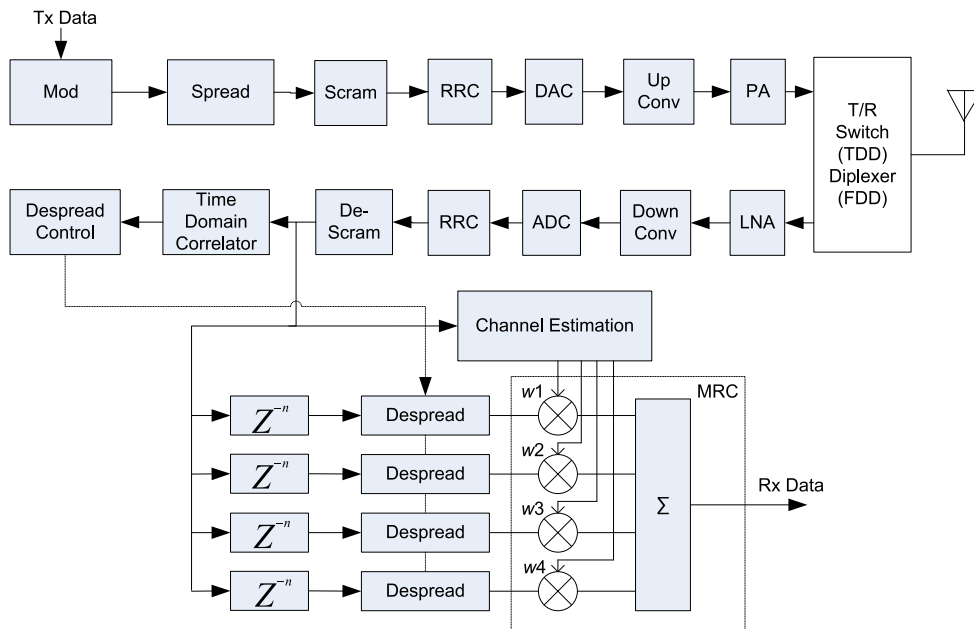 Tx Data
Mod
Spread
Scram
RRC
DAC
Up
Conv
PA
T/R
Switch
(TDD)
Diplexer
(FDD)
Despread
Control
Time
Domain
Correlator
De-
Scram
RRC
ADC
Down
Conv
LNA
Channel Estimation
MRC
w1
Z⁻ⁿ
Despread
w2
Z⁻ⁿ
Despread
Σ
Rx Data
w3
Z⁻ⁿ
Despread
w4
Z⁻ⁿ
Despread